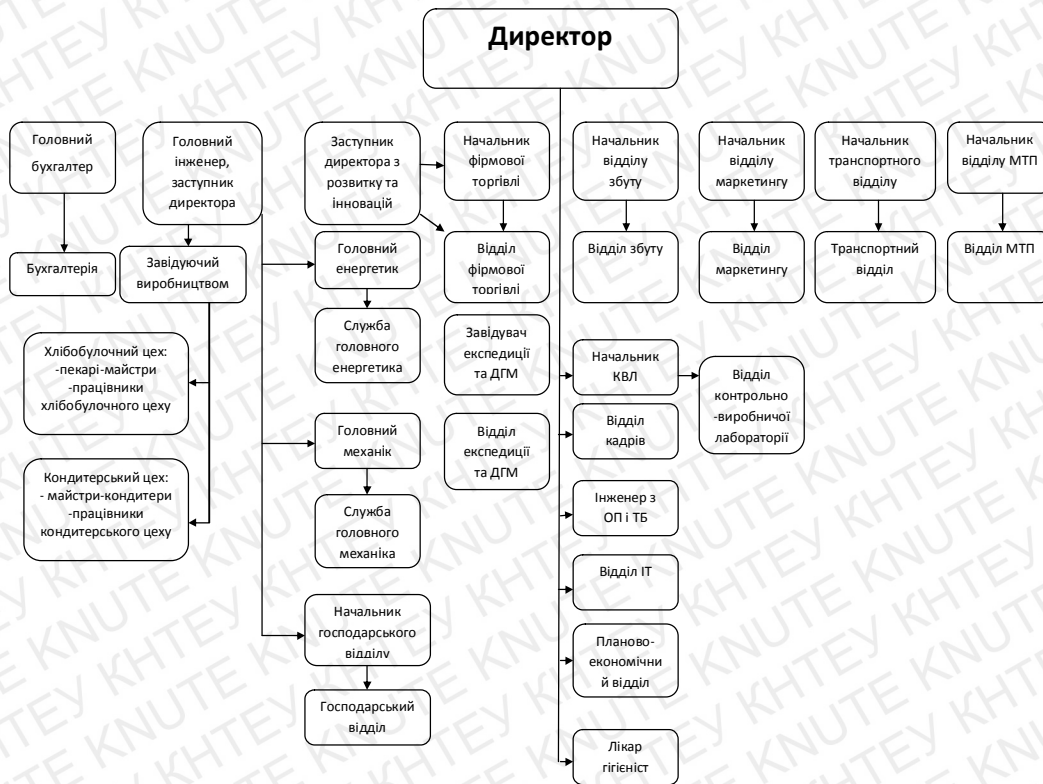 Директор
Головний
бухгалтер
Головний
інженер,
заступник
директора
Заступник
директора з
розвитку та
інновацій
Начальник
фірмової
торгівлі
Начальник
відділу
збуту
Начальник
відділу
маркетингу
Начальник
транспортного
відділу
Начальник
відділу МТП
Бухгалтерія
Завідуючий
виробництвом
Головний
енергетик
Відділ
фірмової
торгівлі
Відділ збуту
Відділ
маркетингу
Транспортний
відділ
Відділ МТП
Служба
головного
енергетика
Завідувач
експедиції
та ДГМ
Начальник
КВЛ
Відділ
контрольно
-виробничої
лабораторії
Хлібобулочний цех:
-пекарі-майстри
-працівники
хлібобулочного цеху
Головний
механік
Відділ
експедиції
та ДГМ
Відділ
кадрів
Кондитерський цех:
- майстри-кондитери
-працівники
кондитерського цеху
Служба
головного
механіка
Інженер з
ОП і ТБ
Відділ ІТ
Начальник
господарського
відділу
Планово-
економічни
й відділ
Господарський
відділ
Лікар
гігієніст